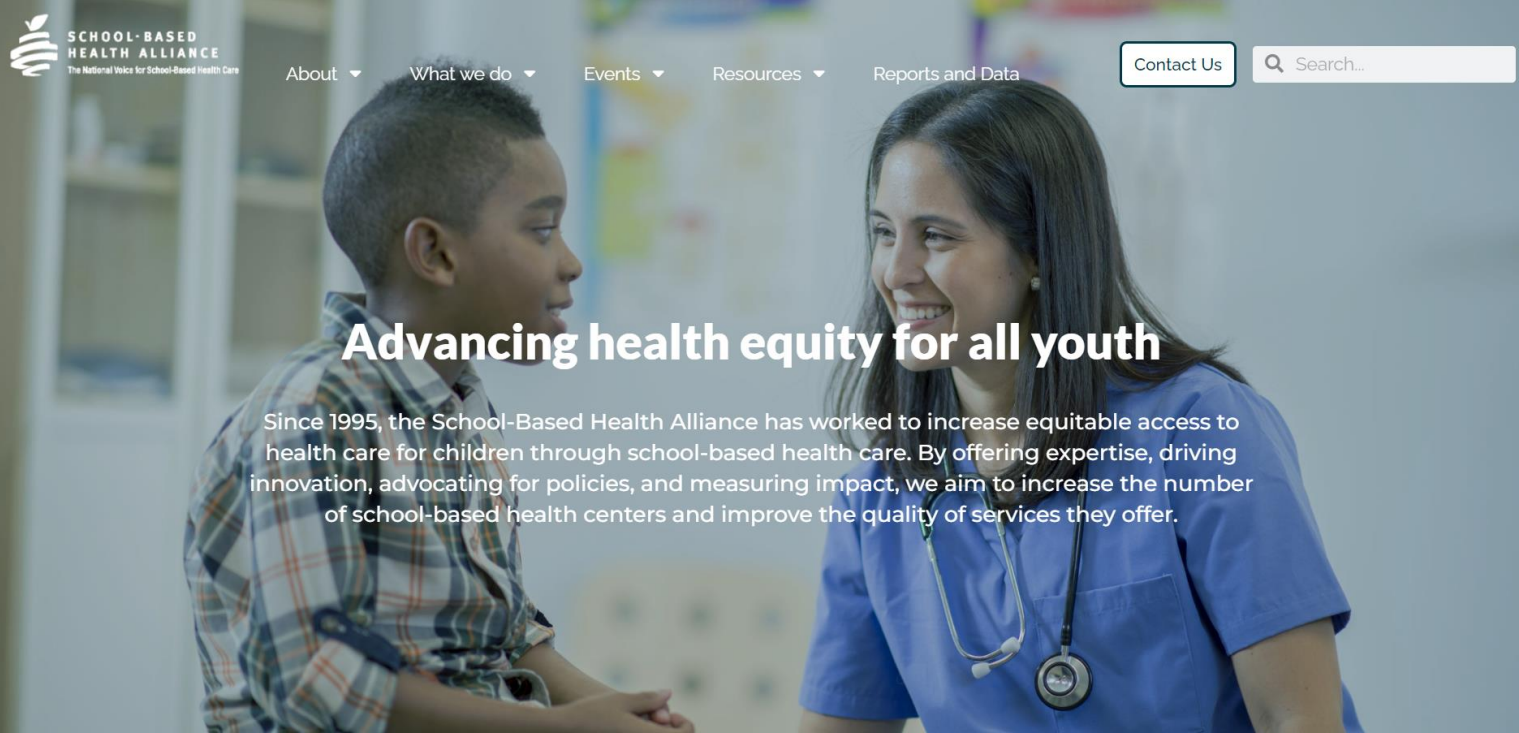 SCHOOL-BASED
HEALTH ALLIANCE
The National Voice for School-Based Health Care
About
What we do
Events
Resources
Reports and Data
Contact Us
Search...
Advancing health equity for all youth
Since 1995, the School-Based Health Alliance has worked to increase equitable access to
health care for children through school-based health care. By offering expertise, driving
innovation, advocating for policies, and measuring impact, we aim to increase the number
of school-based health centers and improve the quality of services they offer.